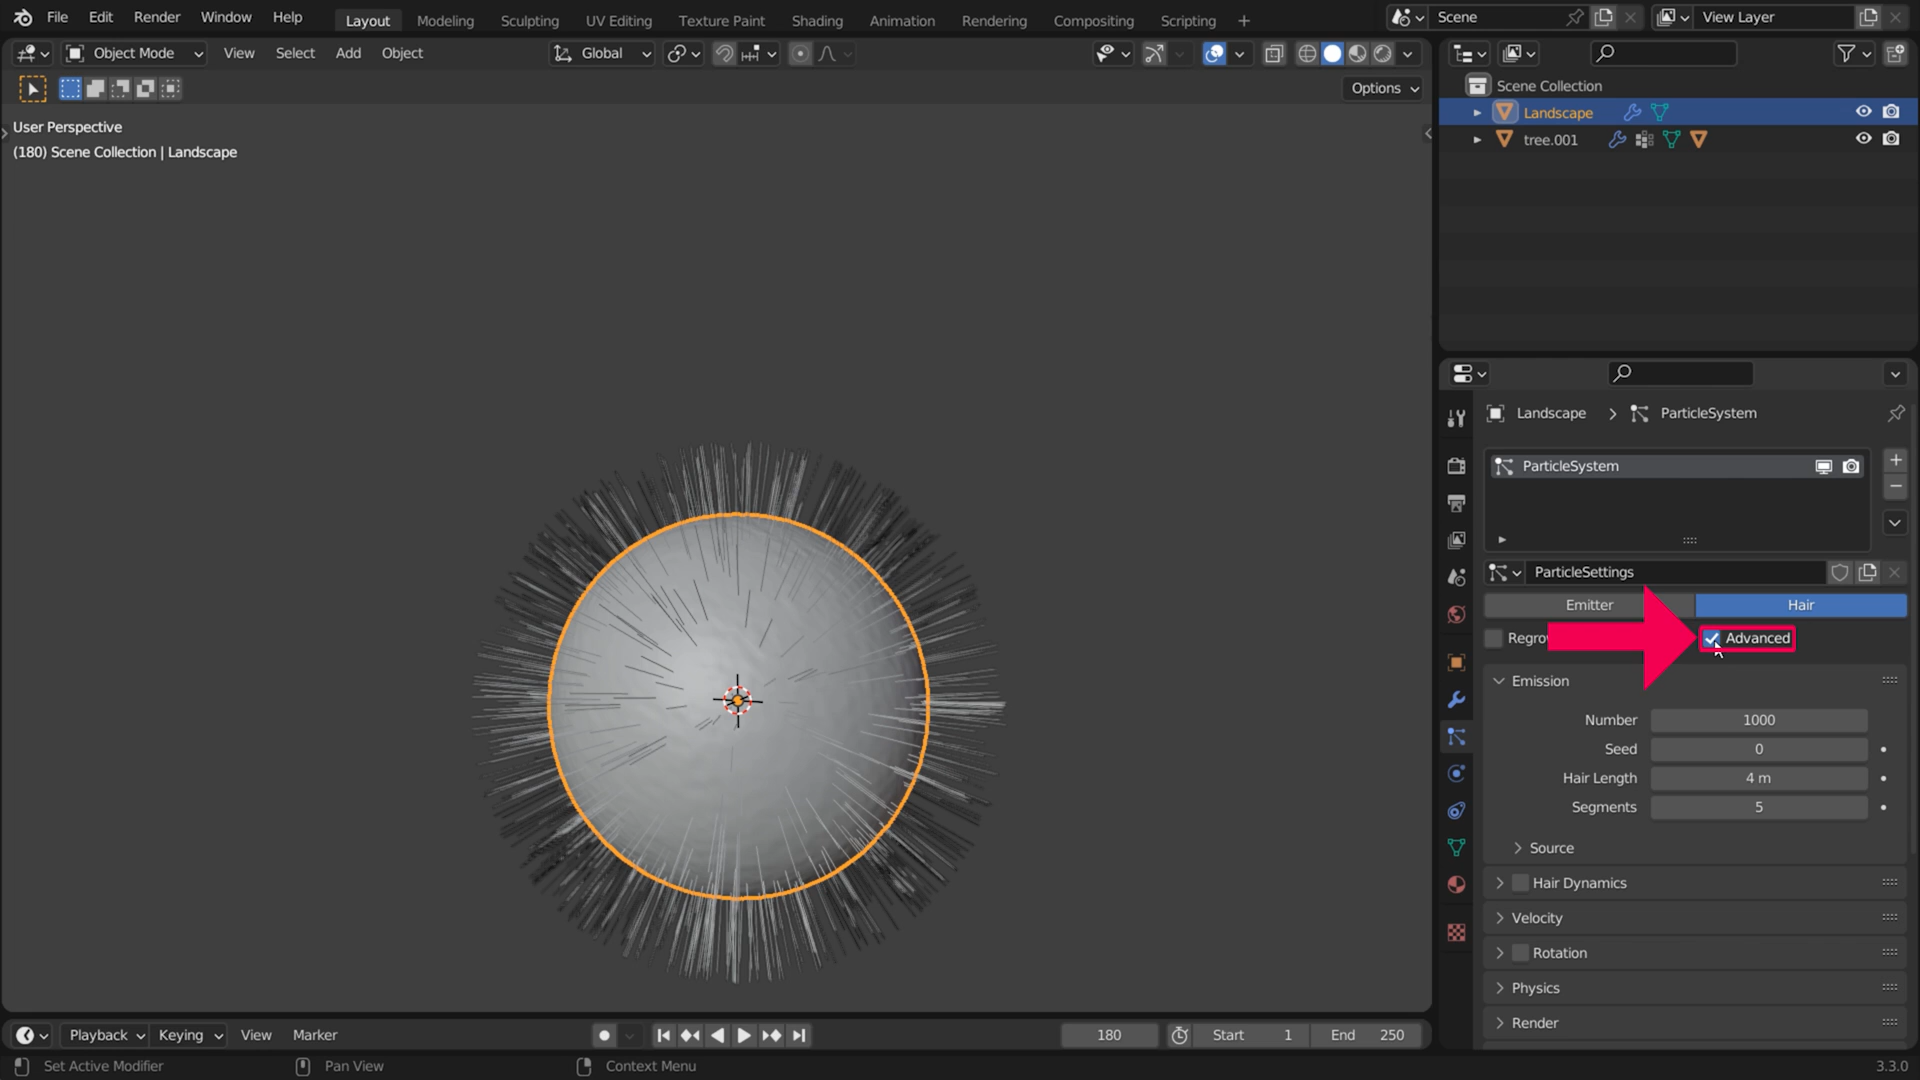 File Edit Render Window Help Layout Modeling Sculpting UV Editing Texture Paint Shading Animation Rendering Compositing Scripting + Scene View Layer
Object Mode View Select Add Object Global
Options
User Perspective
(180) Scene Collection | Landscape
Scene Collection
Landscape
tree.001
Landscape > ParticleSystem
ParticleSystem
ParticleSettings
Emitter Hair
Regro Advanced
Emission
Number 1000
Seed 0
Hair Length 4 m
Segments 5
Source
Hair Dynamics
Velocity
Rotation
Physics
Render
Playback Keying View Marker 180 Start 1 End 250
Set Active Modifier Pan View Context Menu 3.3.0